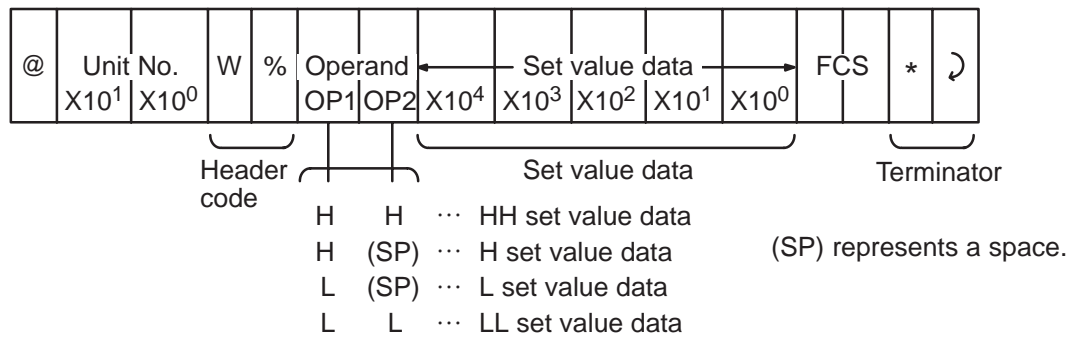 @ Unit No. W % Operand Set value data FCS * ⤸
X10¹ X10⁰ OP1 OP2 X10⁴ X10³ X10² X10¹ X10⁰
Header code Set value data Terminator
H H ··· HH set value data
H (SP) ··· H set value data (SP) represents a space.
L (SP) ··· L set value data
L L ··· LL set value data